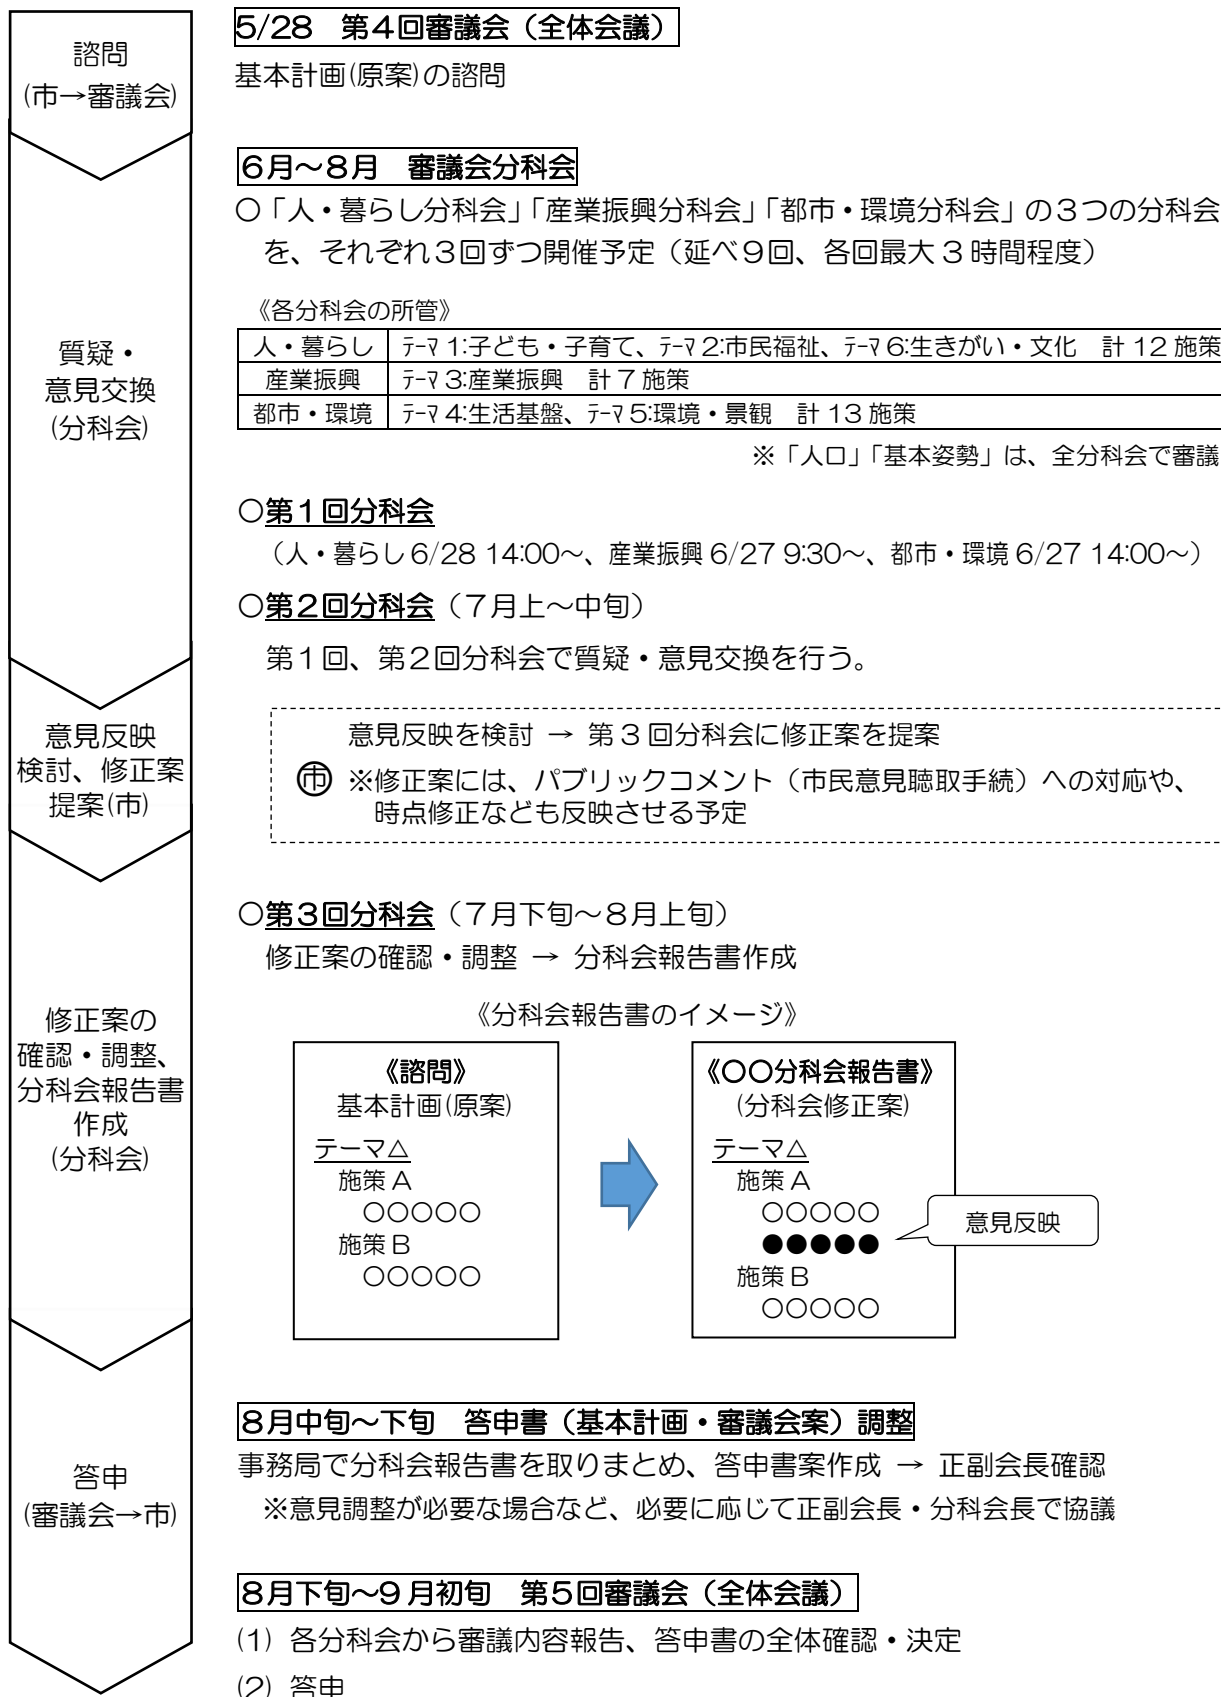 諮問
(市→審議会)
5/28　第4回審議会（全体会議）
基本計画(原案)の諮問
質疑・
意見交換
(分科会)
6月～8月　審議会分科会
○「人・暮らし分科会」「産業振興分科会」「都市・環境分科会」の3つの分科会
を、それぞれ3回ずつ開催予定（延べ9回、各回最大3時間程度）
《各分科会の所管》
人・暮らし　ﾃｰﾏ1:子ども・子育て、ﾃｰﾏ2:市民福祉、ﾃｰﾏ6:生きがい・文化　計12施策
産業振興　ﾃｰﾏ3:産業振興　計7施策
都市・環境　ﾃｰﾏ4:生活基盤、ﾃｰﾏ5:環境・景観　計13施策
※「人口」「基本姿勢」は、全分科会で審議
○第1回分科会
（人・暮らし6/28 14:00～、産業振興6/27 9:30～、都市・環境6/27 14:00～）
○第2回分科会（7月上～中旬）
第1回、第2回分科会で質疑・意見交換を行う。
意見反映
検討、修正案
提案(市)
意見反映を検討 → 第3回分科会に修正案を提案
市 ※修正案には、パブリックコメント（市民意見聴取手続）への対応や、
時点修正なども反映させる予定
修正案の
確認・調整、
分科会報告書
作成
(分科会)
○第3回分科会（7月下旬～8月上旬）
修正案の確認・調整 → 分科会報告書作成
《分科会報告書のイメージ》
《諮問》
基本計画(原案)
テーマ△
施策A
○○○○○
施策B
○○○○○
《○○分科会報告書》
(分科会修正案)
テーマ△
施策A
○○○○○
●●●●●
意見反映
施策B
○○○○○
答申
(審議会→市)
8月中旬～下旬　答申書（基本計画・審議会案）調整
事務局で分科会報告書を取りまとめ、答申書案作成 → 正副会長確認
※意見調整が必要な場合など、必要に応じて正副会長・分科会長で協議
8月下旬～9月初旬　第5回審議会（全体会議）
(1) 各分科会から審議内容報告、答申書の全体確認・決定
(2) 答申